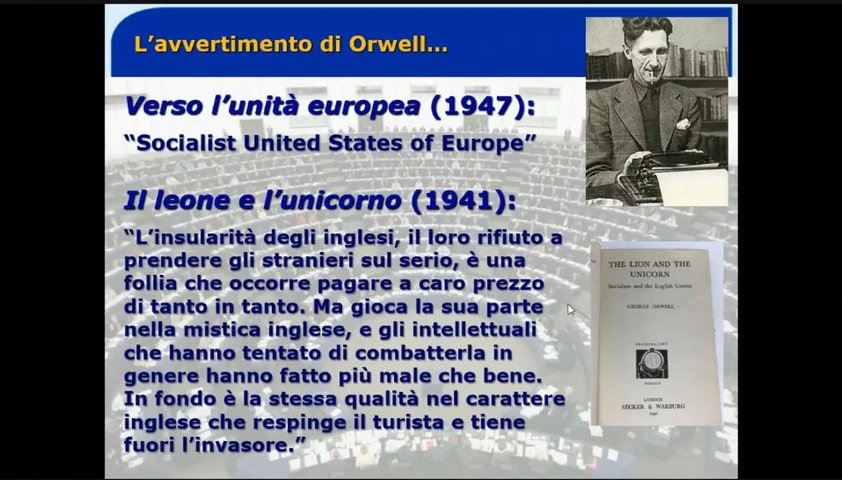 L’avvertimento di Orwell...
Verso l’unità europea (1947):
“Socialist United States of Europe”
Il leone e l’unicorno (1941):
“L’insularità degli inglesi, il loro rifiuto a
prendere gli stranieri sul serio, è una
follia che occorre pagare a caro prezzo
di tanto in tanto. Ma gioca la sua parte
nella mistica inglese, e gli intellettuali
che hanno tentato di combatterla in
genere hanno fatto più male che bene.
In fondo è la stessa qualità nel carattere
inglese che respinge il turista e tiene
fuori l’invasore.”
THE LION AND THE
UNICORN
Socialism and the English Genius
GEORGE ORWELL
SEARCHLIGHT
BOOKS
LONDON
SECKER & WARBURG
1941